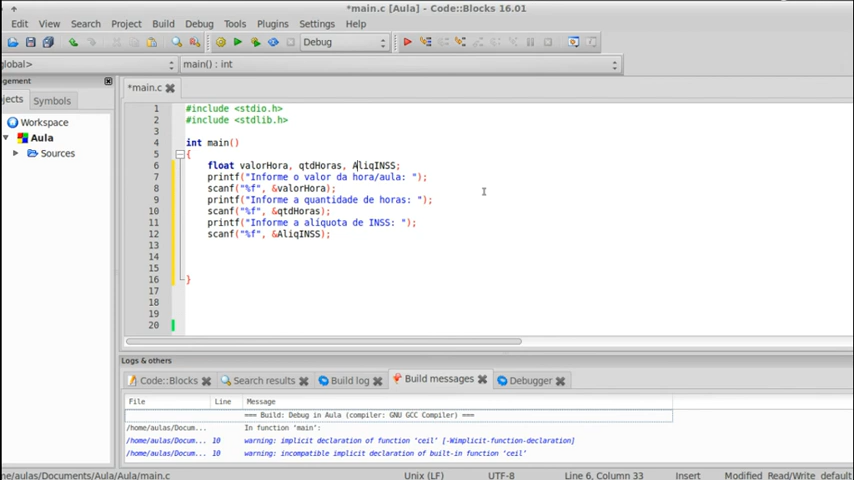 *main.c [Aula] - Code::Blocks 16.01
Edit View Search Project Build Debug Tools Plugins Settings Help
Debug
global> main() : int
agement
ojects Symbols
Workspace
Aula
Sources
*main.c
1 #include <stdio.h>
2 #include <stdlib.h>
3
4 int main()
5 {
6 float valorHora, qtdHoras, AliqINSS;
7 printf("Informe o valor da hora/aula: ");
8 scanf("%f", &valorHora);
9 printf("Informe a quantidade de horas: ");
10 scanf("%f", &qtdHoras);
11 printf("Informe a aliquota de INSS: ");
12 scanf("%f", &AliqINSS);
13
14
15
16 }
17
18
19
20
Logs & others
Code::Blocks Search results Build log Build messages Debugger
File Line Message
=== Build: Debug in Aula (compiler: GNU GCC Compiler) ===
/home/aulas/Docum... In function ‘main’:
/home/aulas/Docum... 10 warning: implicit declaration of function ‘ceil’ [-Wimplicit-function-declaration]
/home/aulas/Docum... 10 warning: incompatible implicit declaration of built-in function ‘ceil’
me/aulas/Documents/Aula/Aula/main.c Unix (LF) UTF-8 Line 6, Column 33 Insert Modified Read/Write default